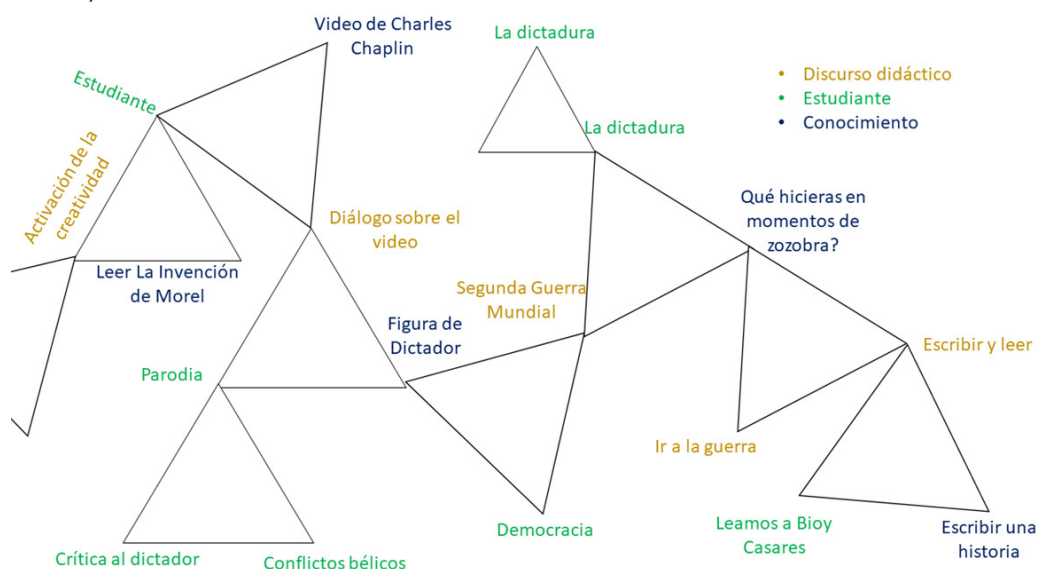 Video de Charles
Chaplin
La dictadura
Estudiante
• Discurso didáctico
• Estudiante
• Conocimiento
Activación de la
creatividad
La dictadura
Qué hicieras en
momentos de
zozobra?
Diálogo sobre el
video
Leer La Invención
de Morel
Segunda Guerra
Mundial
Figura de
Dictador
Escribir y leer
Parodia
Ir a la guerra
Democracia
Leamos a Bioy
Casares
Escribir una
historia
Crítica al dictador
Conflictos bélicos